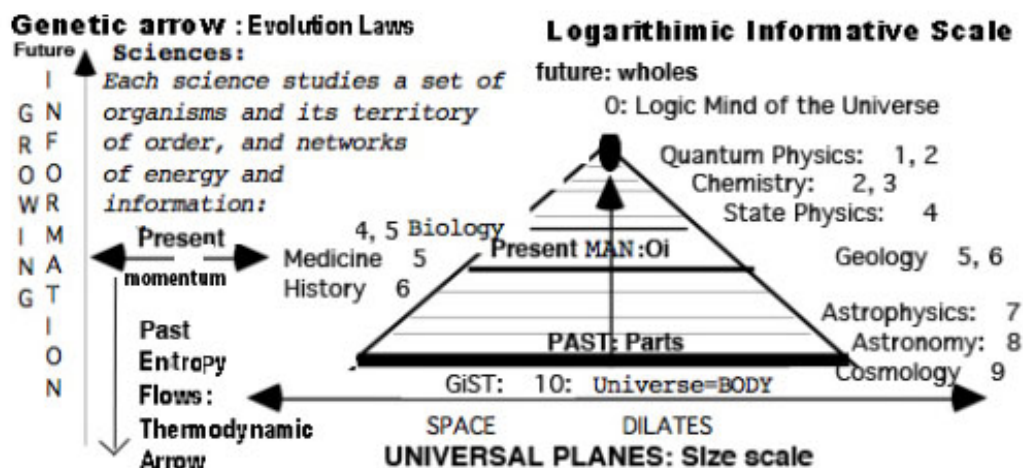 Genetic arrow : Evolution Laws
Logarithimic Informative Scale
Future
Sciences:
Each science studies a set of
organisms and its territory
of order, and networks
of energy and
information:
GROWING
INFORMATION
future: wholes
0: Logic Mind of the Universe
Quantum Physics: 1, 2
Chemistry: 2, 3
State Physics: 4
4, 5 Biology
Present
Present MAN:Oi
Medicine 5
Geology 5, 6
momentum
History 6
Astrophysics: 7
Past
PAST: Parts
Astronomy: 8
Entropy
Cosmology 9
GiST: 10: Universe=BODY
Flows:
SPACE DILATES
Thermodynamic
Arrow
UNIVERSAL PLANES: Size scale